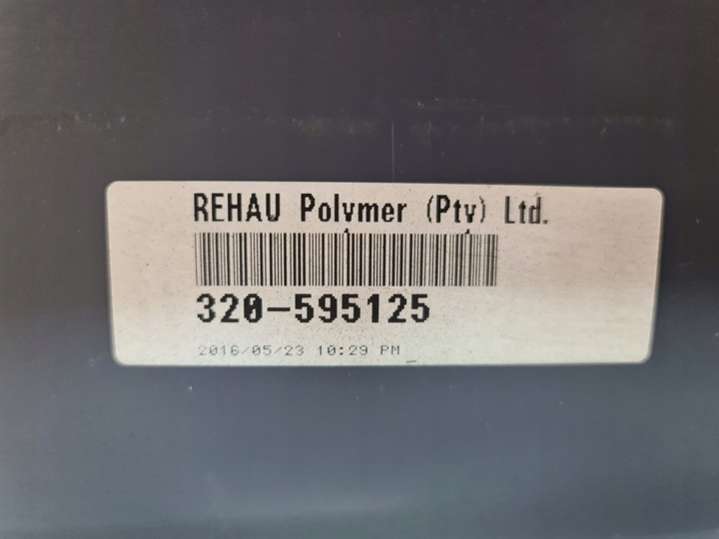 REHAU Polymer (Pty) Ltd.
320-595125
2016/05/23 10:29 PM